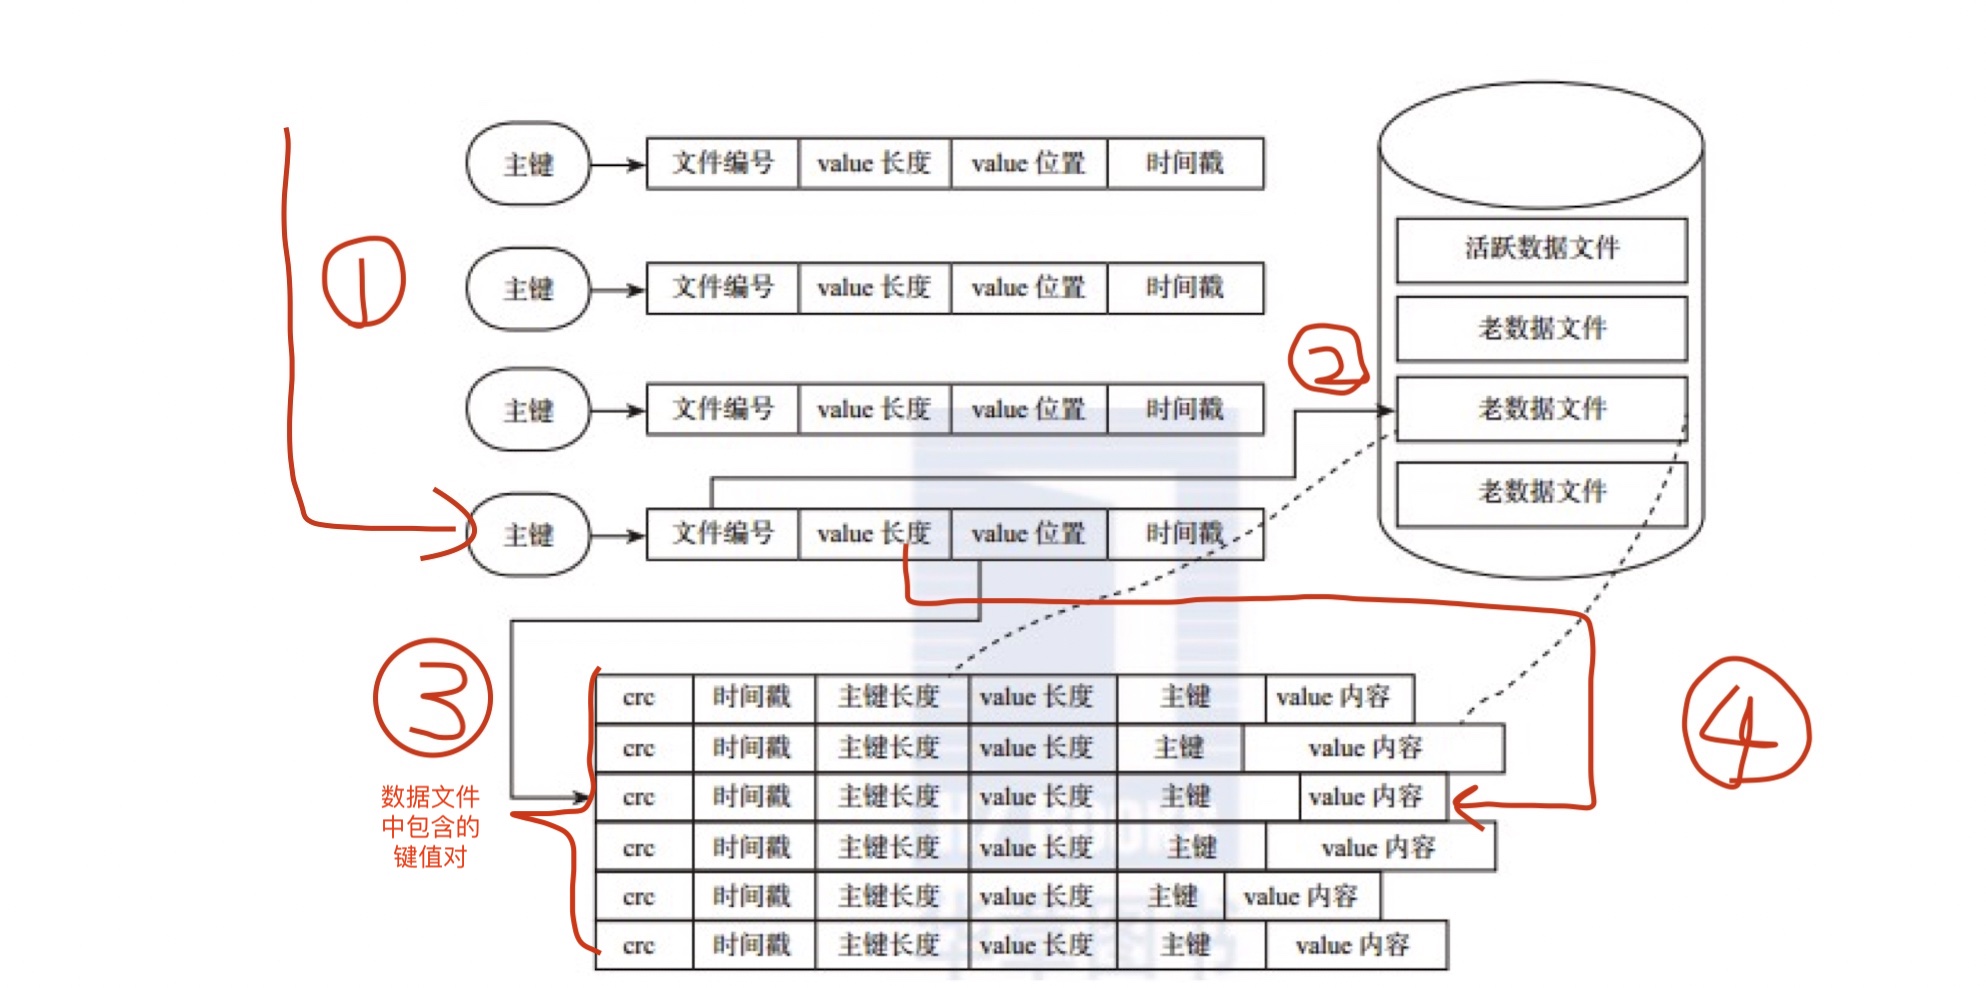 主键 文件编号 value 长度 value 位置 时间戳
活跃数据文件
主键 文件编号 value 长度 value 位置 时间戳
老数据文件
①
②
主键 文件编号 value 长度 value 位置 时间戳
老数据文件
老数据文件
主键 文件编号 value 长度 value 位置 时间戳
③
④
crc 时间戳 主键长度 value 长度 主键 value 内容
crc 时间戳 主键长度 value 长度 主键 value 内容
crc 时间戳 主键长度 value 长度 主键 value 内容
crc 时间戳 主键长度 value 长度 主键 value 内容
crc 时间戳 主键长度 value 长度 主键 value 内容
crc 时间戳 主键长度 value 长度 主键 value 内容
数据文件
中包含的
键值对
华章图书